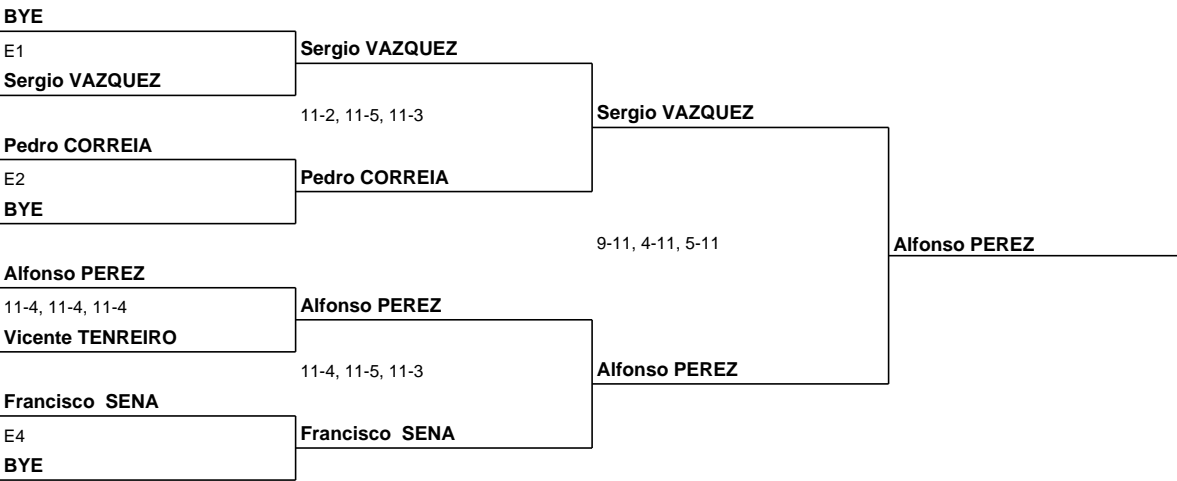 BYE
E1
Sergio VAZQUEZ
Pedro CORREIA
E2
BYE
Alfonso PEREZ
11-4, 11-4, 11-4
Vicente TENREIRO
Francisco  SENA
E4
BYE
Sergio VAZQUEZ
11-2, 11-5, 11-3
Pedro CORREIA
Alfonso PEREZ
11-4, 11-5, 11-3
Francisco  SENA
Sergio VAZQUEZ
9-11, 4-11, 5-11
Alfonso PEREZ
Alfonso PEREZ